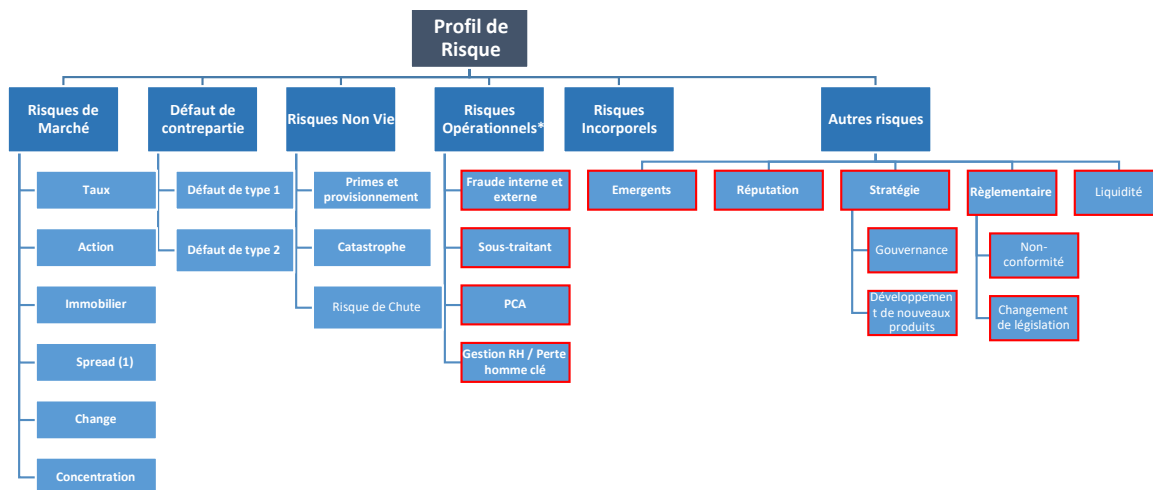 Profil de
Risque
Risques de
Marché
Défaut de
contrepartie
Risques Non Vie
Risques
Opérationnels*
Risques
Incorporels
Autres risques
Taux
Action
Immobilier
Spread (1)
Change
Concentration
Défaut de type 1
Défaut de type 2
Primes et
provisionnement
Catastrophe
Risque de Chute
Fraude interne et
externe
Sous-traitant
PCA
Gestion RH / Perte
homme clé
Emergents
Réputation
Stratégie
Gouvernance
Développemen
t de nouveaux
produits
Règlementaire
Non-
conformité
Changement
de législation
Liquidité